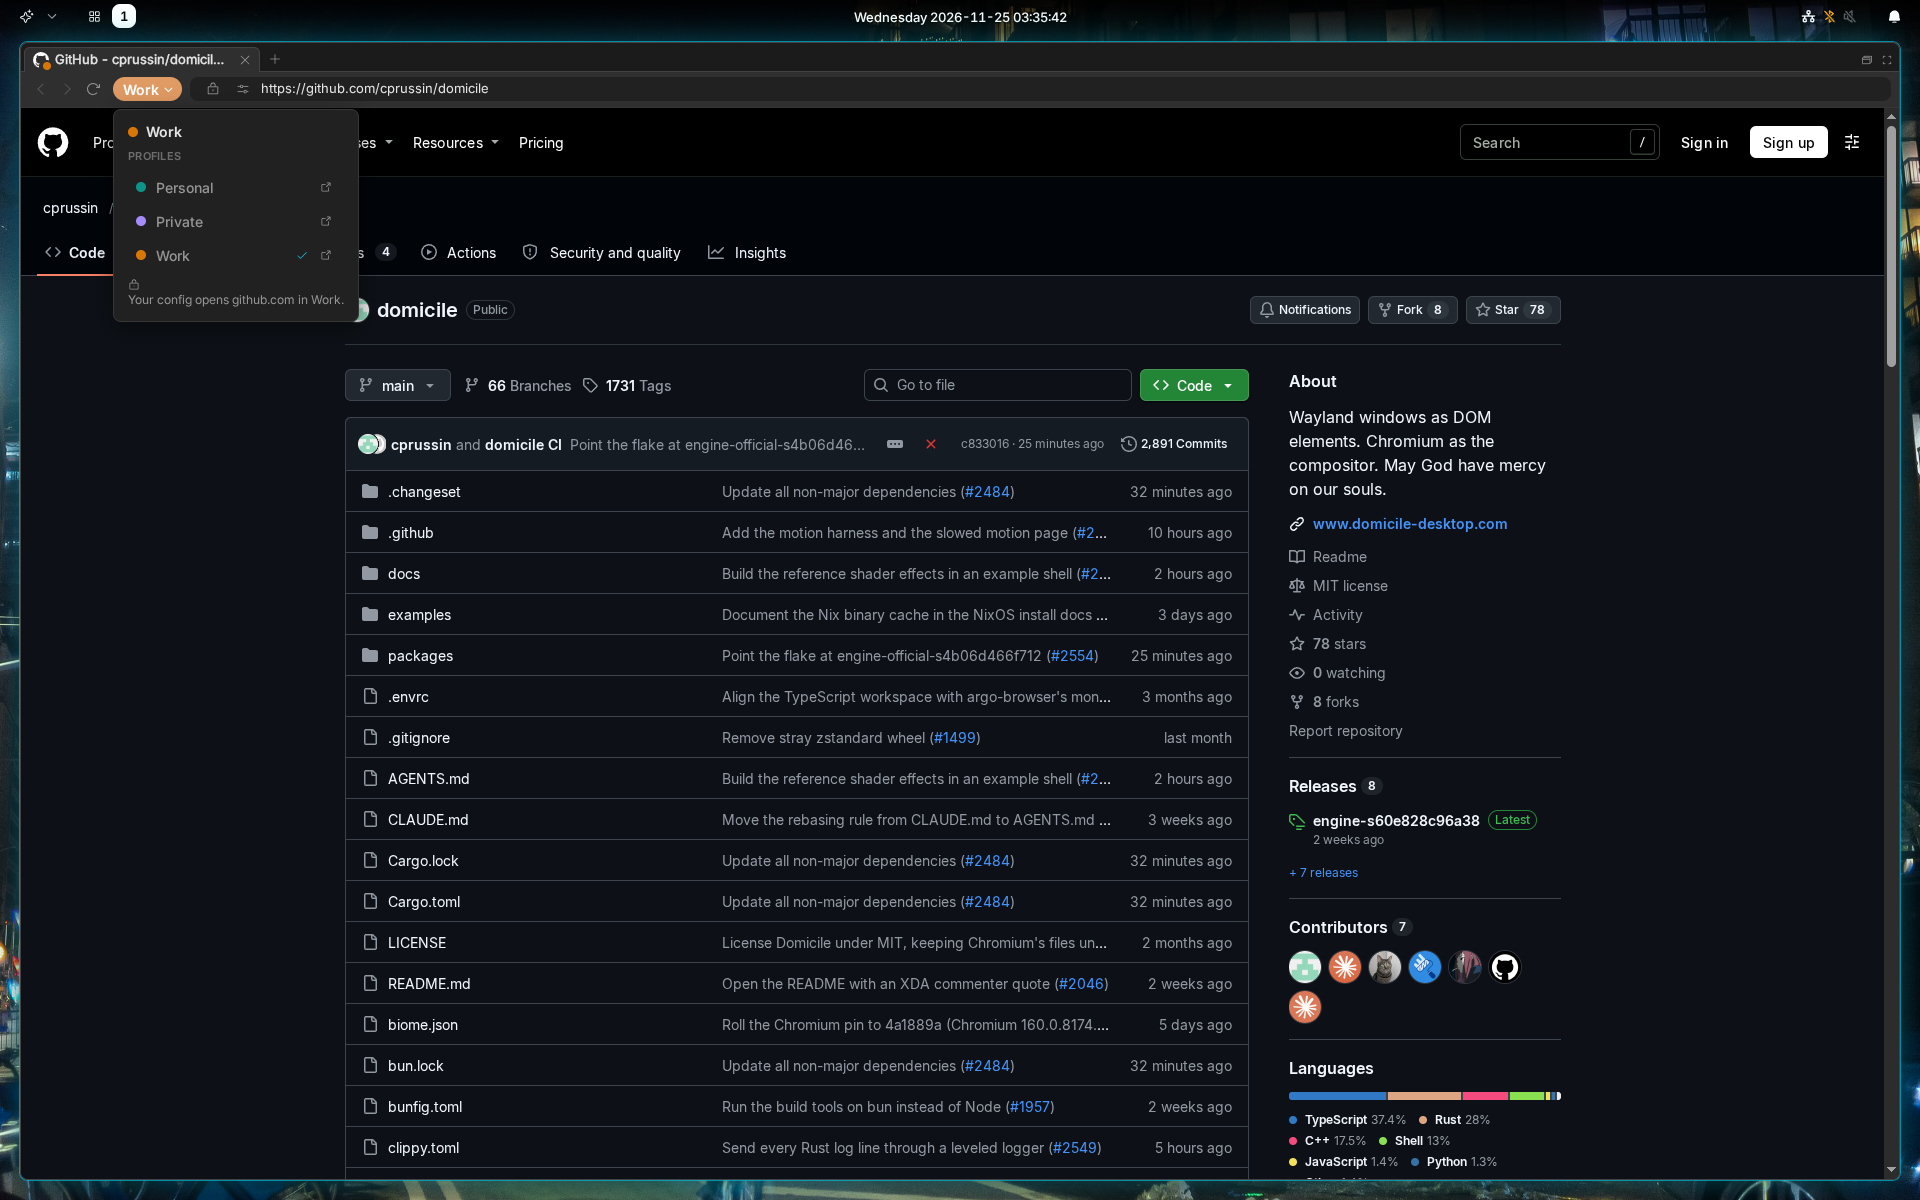 1
Wednesday 2026-11-25 03:35:42
GitHub - cprussin/domicil...
Work
https://github.com/cprussin/domicile
Work
PROFILES
Personal
Private
Work
Your config opens github.com in Work.
Resources
Pricing
Search
/
Sign in
Sign up
cprussin /
Code
4
Actions
Security and quality
Insights
domicile
Public
Notifications
Fork 8
Star 78
main
66 Branches
1731 Tags
Go to file
Code
cprussin and domicile CI Point the flake at engine-official-s4b06d46...
c833016 · 25 minutes ago
2,891 Commits
.changeset Update all non-major dependencies (#2484) 32 minutes ago
.github Add the motion harness and the slowed motion page (#2... 10 hours ago
docs Build the reference shader effects in an example shell (#2... 2 hours ago
examples Document the Nix binary cache in the NixOS install docs ... 3 days ago
packages Point the flake at engine-official-s4b06d466f712 (#2554) 25 minutes ago
.envrc Align the TypeScript workspace with argo-browser's mon... 3 months ago
.gitignore Remove stray zstandard wheel (#1499) last month
AGENTS.md Build the reference shader effects in an example shell (#2... 2 hours ago
CLAUDE.md Move the rebasing rule from CLAUDE.md to AGENTS.md ... 3 weeks ago
Cargo.lock Update all non-major dependencies (#2484) 32 minutes ago
Cargo.toml Update all non-major dependencies (#2484) 32 minutes ago
LICENSE License Domicile under MIT, keeping Chromium's files un... 2 months ago
README.md Open the README with an XDA commenter quote (#2046) 2 weeks ago
biome.json Roll the Chromium pin to 4a1889a (Chromium 160.0.8174.... 5 days ago
bun.lock Update all non-major dependencies (#2484) 32 minutes ago
bunfig.toml Run the build tools on bun instead of Node (#1957) 2 weeks ago
clippy.toml Send every Rust log line through a leveled logger (#2549) 5 hours ago
About
Wayland windows as DOM
elements. Chromium as the
compositor. May God have mercy
on our souls.
www.domicile-desktop.com
Readme
MIT license
Activity
78 stars
0 watching
8 forks
Report repository
Releases 8
engine-s60e828c96a38 Latest
2 weeks ago
+ 7 releases
Contributors 7
Languages
TypeScript 37.4% Rust 28%
C++ 17.5% Shell 13%
JavaScript 1.4% Python 1.3%